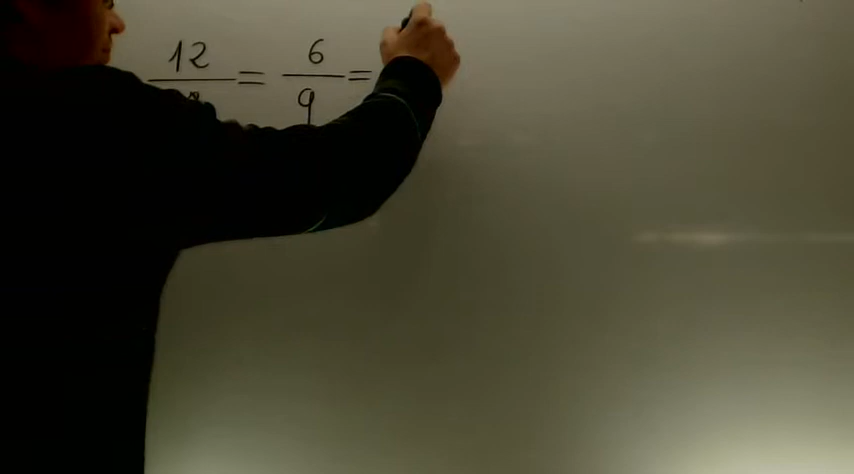 12 = 6 =
9